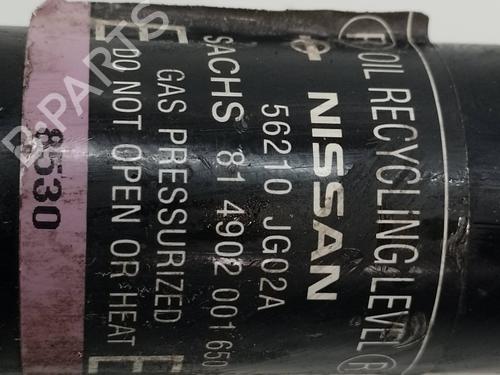 Ⓕ OIL RECYCLING LEVEL Ⓡ
NISSAN
56210 JG02A
SACHS 81 4902 001 650
GAS PRESSURIZED
DO NOT OPEN OR HEAT
8530
B-PARTS